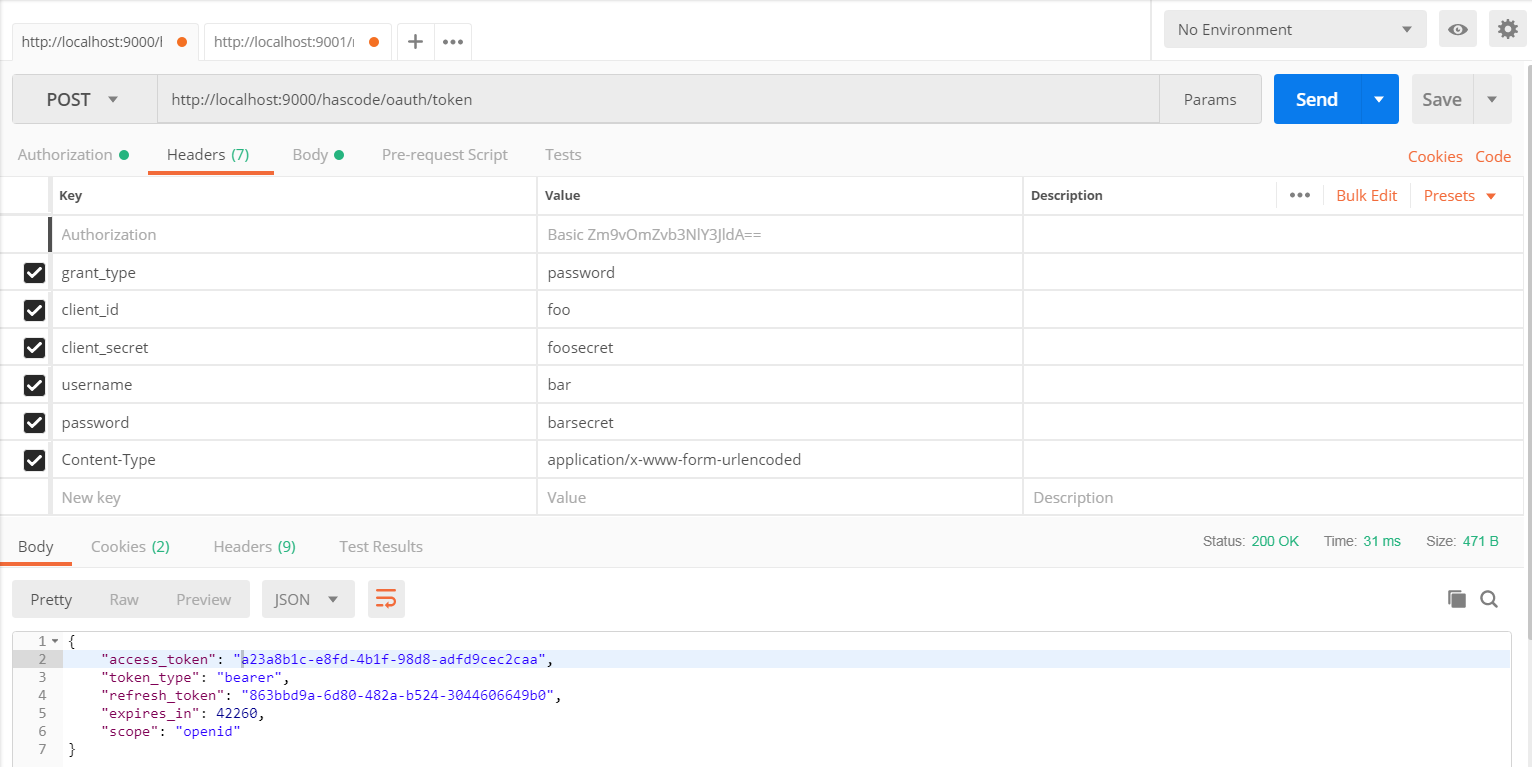 http://localhost:9000/h
http://localhost:9001/r
No Environment
POST http://localhost:9000/hascode/oauth/token Params Send Save
Authorization Headers (7) Body Pre-request Script Tests Cookies Code
Key Value Description Bulk Edit Presets
Authorization Basic Zm9vOmZvb3NlY3JldA==
grant_type password
client_id foo
client_secret foosecret
username bar
password barsecret
Content-Type application/x-www-form-urlencoded
New key Value Description
Body Cookies (2) Headers (9) Test Results Status: 200 OK Time: 31 ms Size: 471 B
Pretty Raw Preview JSON
1 {
2 "access_token": "a23a8b1c-e8fd-4b1f-98d8-adfd9cec2caa",
3 "token_type": "bearer",
4 "refresh_token": "863bbd9a-6d80-482a-b524-3044606649b0",
5 "expires_in": 42260,
6 "scope": "openid"
7 }